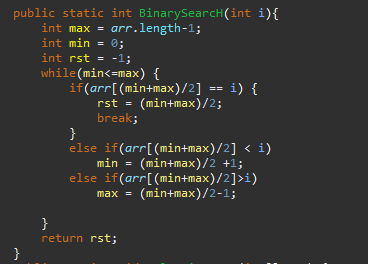 public static int BinarySearcH(int i){
    int max = arr.length-1;
    int min = 0;
    int rst = -1;
    while(min<=max) {
        if(arr[(min+max)/2] == i) {
            rst = (min+max)/2;
            break;
        }
        else if(arr[(min+max)/2] < i)
            min = (min+max)/2 +1;
        else if(arr[(min+max)/2]>i)
            max = (min+max)/2-1;

    }
    return rst;
}